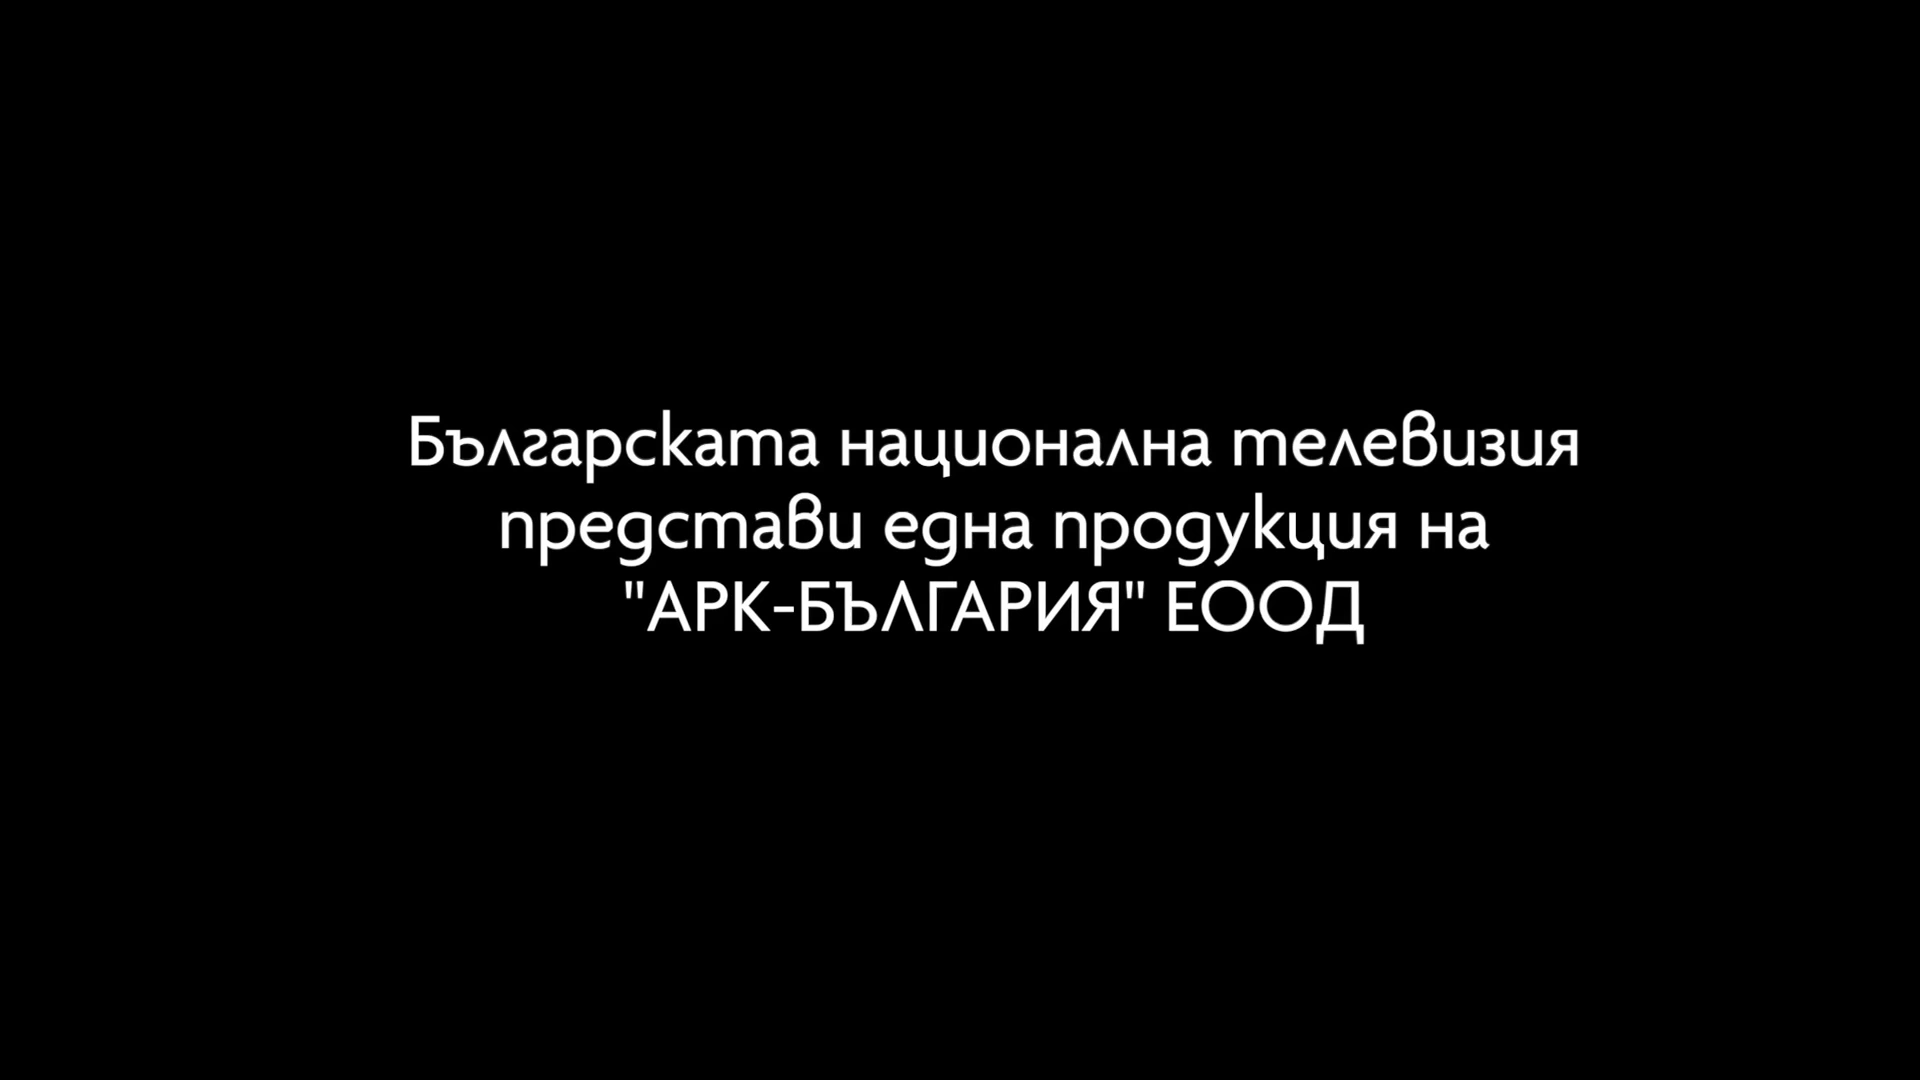 Българската национална телевизия
представи една продукция на
"АРК-БЪЛГАРИЯ" ЕООД